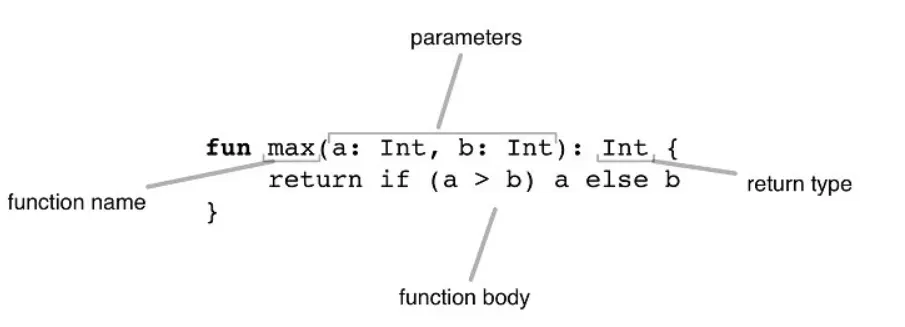 parameters
fun max(a: Int, b: Int): Int {
return if (a > b) a else b
}
function name
return type
function body